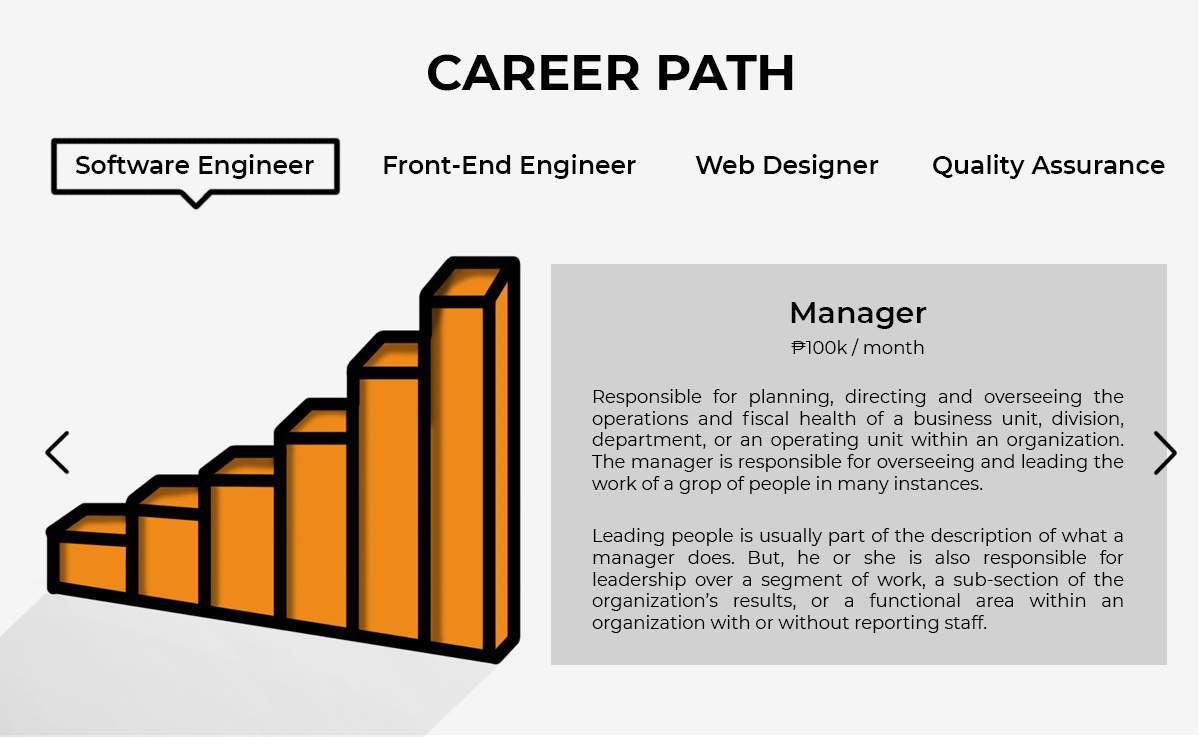 CAREER PATH
Software Engineer
Front-End Engineer
Web Designer
Quality Assurance
Manager
₱100k / month
Responsible for planning, directing and overseeing the
operations and fiscal health of a business unit, division,
department, or an operating unit within an organization.
The manager is responsible for overseeing and leading the
work of a grop of people in many instances.
Leading people is usually part of the description of what a
manager does. But, he or she is also responsible for
leadership over a segment of work, a sub-section of the
organization's results, or a functional area within an
organization with or without reporting staff.